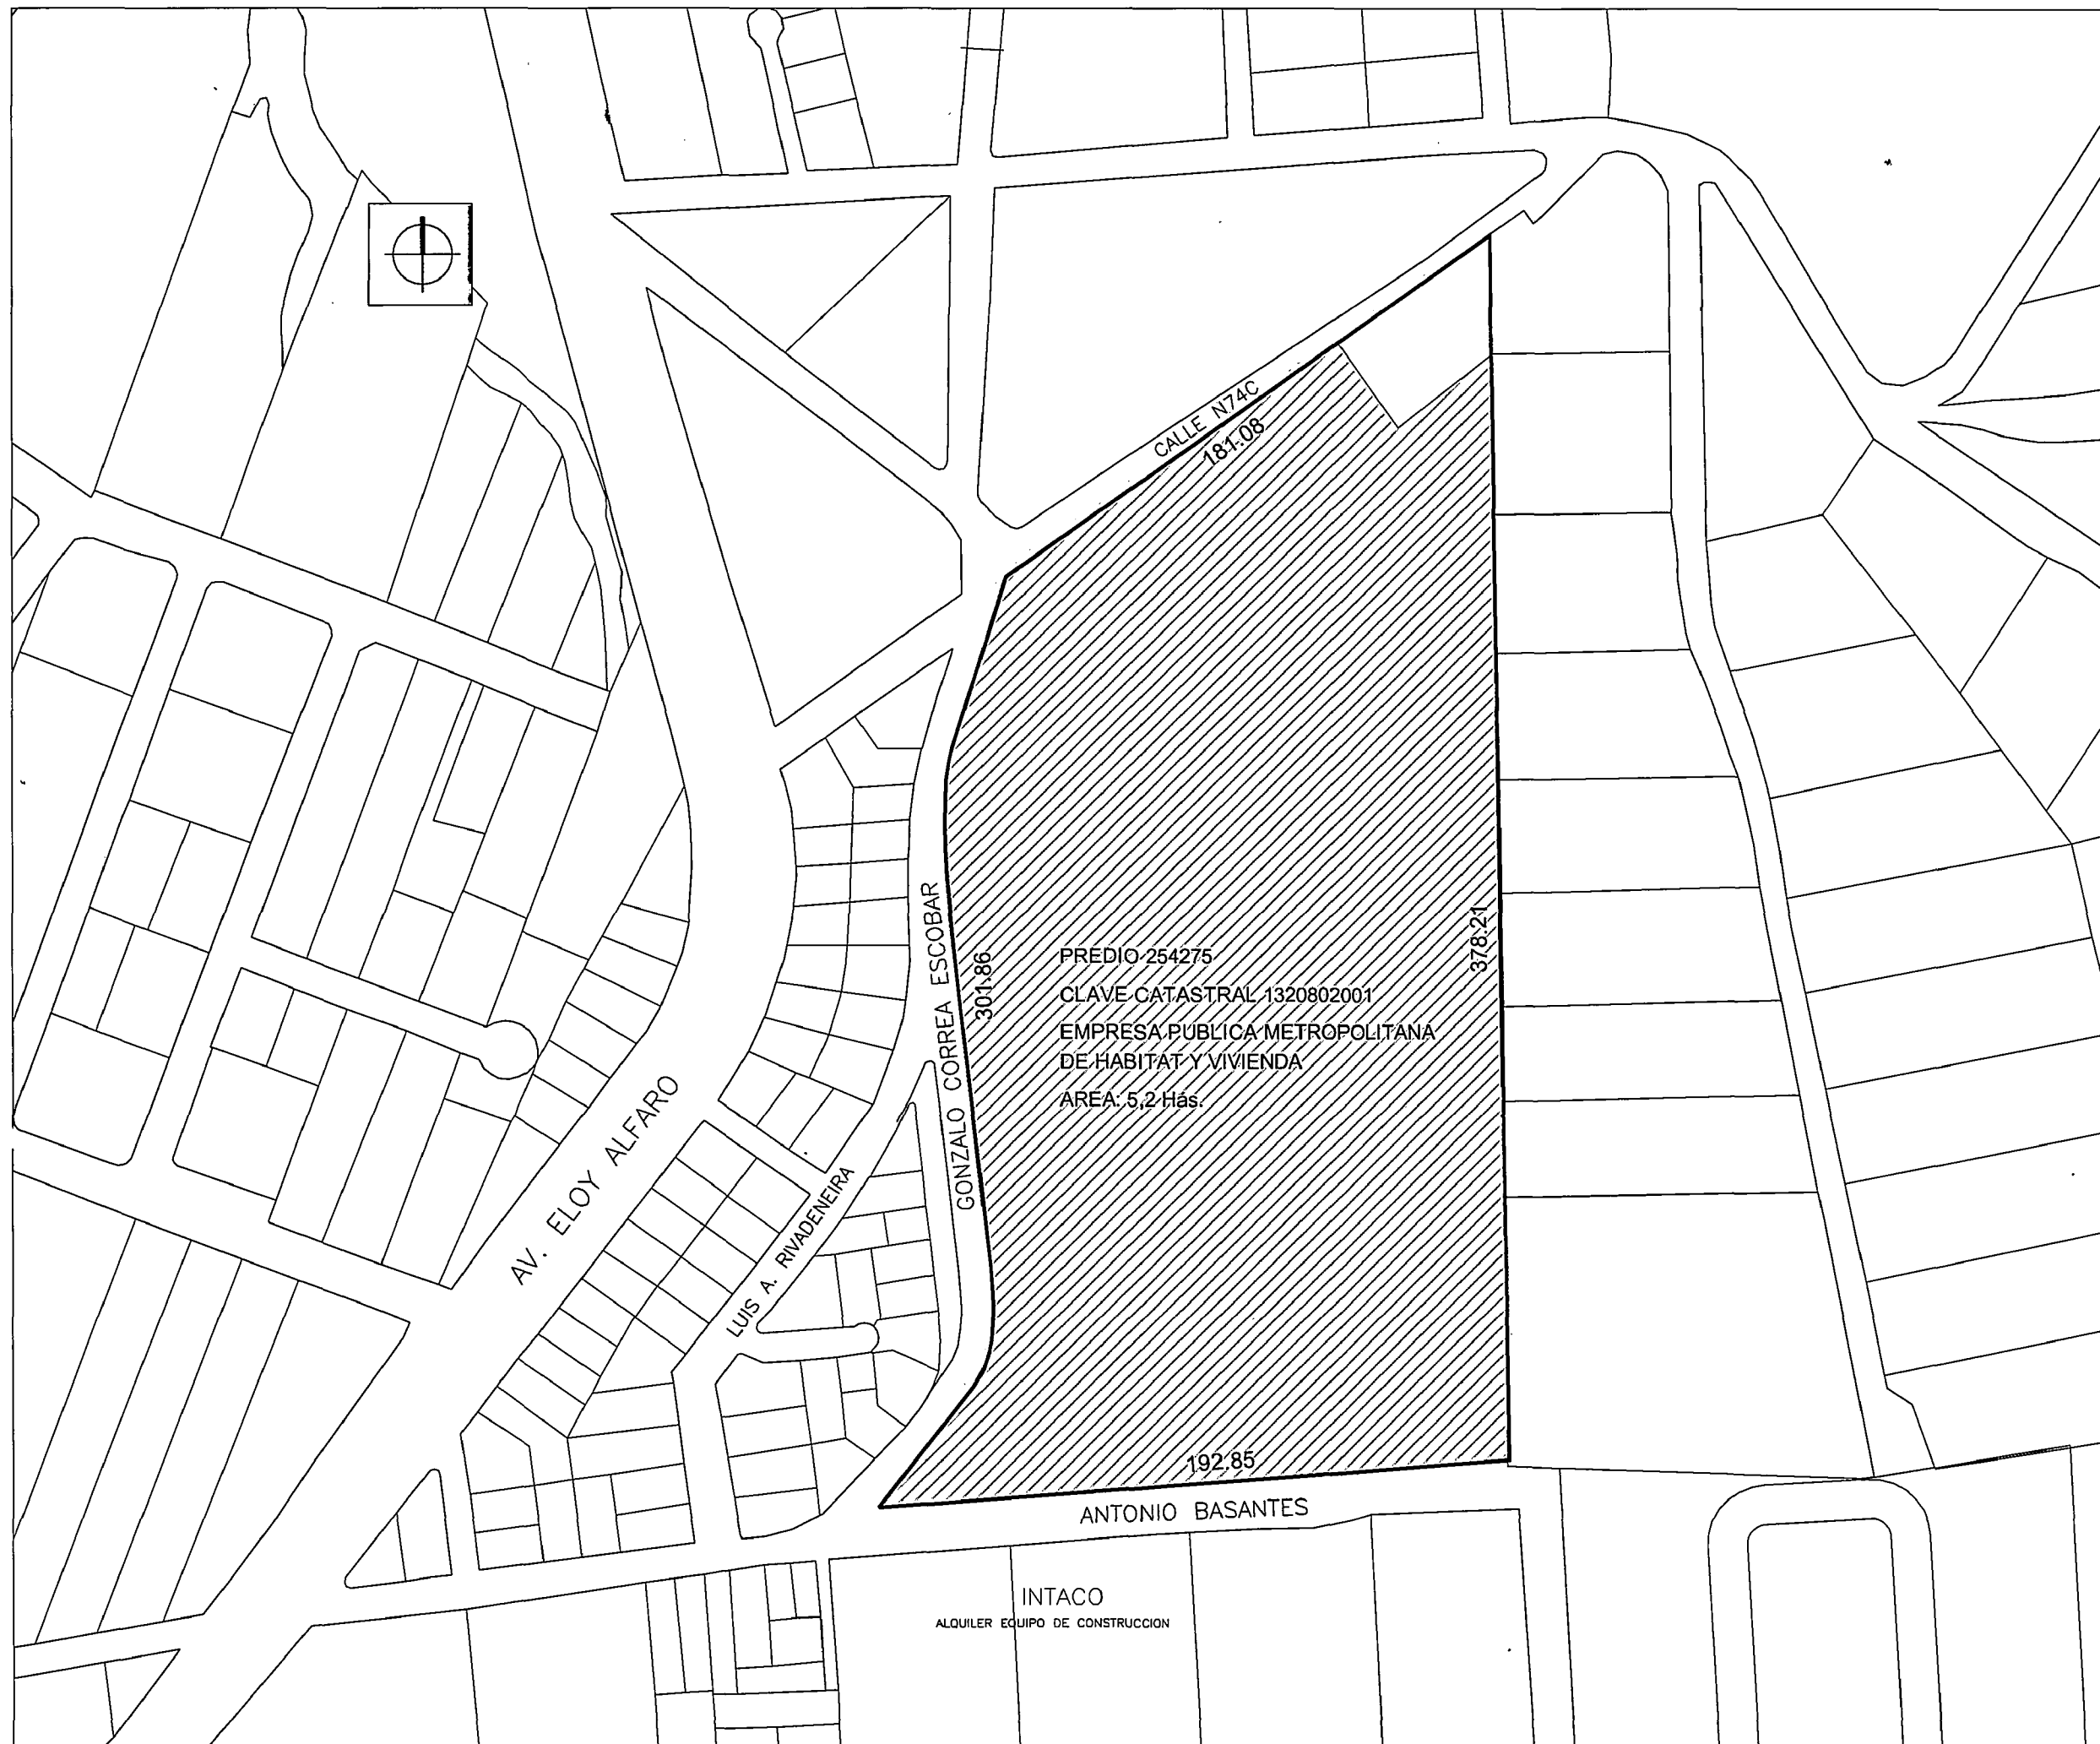 CALLE N74C
181.08
GONZALO CORREA ESCOBAR
301.86
378.21
PREDIO 254275
CLAVE CATASTRAL 1320802001
EMPRESA PUBLICA METROPOLITANA
DE HABITAT Y VIVIENDA
AREA: 5,2 Hás.
AV. ELOY ALFARO
LUIS A. RIVADENEIRA
192.85
ANTONIO BASANTES
INTACO
ALQUILER EQUIPO DE CONSTRUCCION